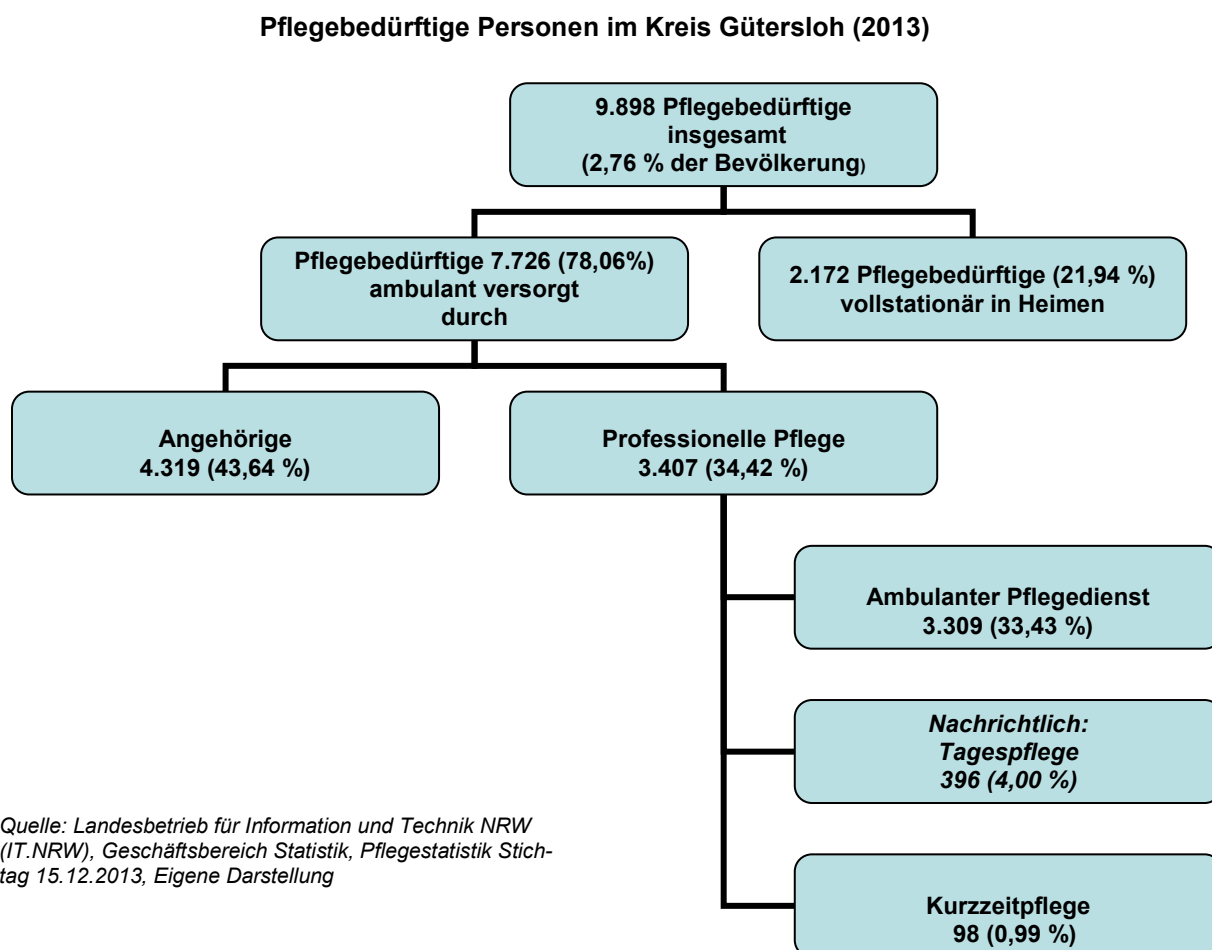 Pflegebedürftige Personen im Kreis Gütersloh (2013)
9.898 Pflegebedürftige
insgesamt
(2,76 % der Bevölkerung)
Pflegebedürftige 7.726 (78,06%)
ambulant versorgt
durch
2.172 Pflegebedürftige (21,94 %)
vollstationär in Heimen
Angehörige
4.319 (43,64 %)
Professionelle Pflege
3.407 (34,42 %)
Ambulanter Pflegedienst
3.309 (33,43 %)
Nachrichtlich:
Tagespflege
396 (4,00 %)
Kurzzeitpflege
98 (0,99 %)
Quelle: Landesbetrieb für Information und Technik NRW
(IT.NRW), Geschäftsbereich Statistik, Pflegestatistik Stich-
tag 15.12.2013, Eigene Darstellung